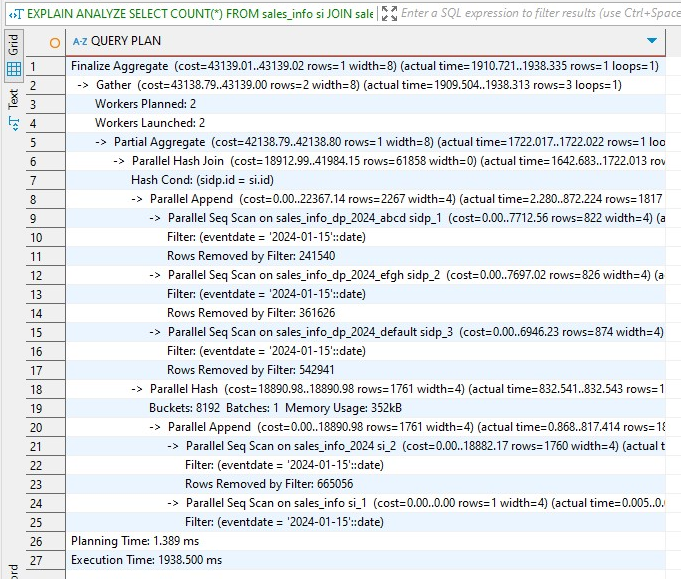 EXPLAIN ANALYZE SELECT COUNT(*) FROM sales_info si JOIN sale
Enter a SQL expression to filter results (use Ctrl+Space
Grid
Text
A-Z QUERY PLAN
1 Finalize Aggregate (cost=43139.01..43139.02 rows=1 width=8) (actual time=1910.721..1938.335 rows=1 loops=1)
2 -> Gather (cost=43138.79..43139.00 rows=2 width=8) (actual time=1909.504..1938.313 rows=3 loops=1)
3 Workers Planned: 2
4 Workers Launched: 2
5 -> Partial Aggregate (cost=42138.79..42138.80 rows=1 width=8) (actual time=1722.017..1722.022 rows=1 loo
6 -> Parallel Hash Join (cost=18912.99..41984.15 rows=61858 width=0) (actual time=1642.683..1722.013 rov
7 Hash Cond: (sidp.id = si.id)
8 -> Parallel Append (cost=0.00..22367.14 rows=2267 width=4) (actual time=2.280..872.224 rows=1817
9 -> Parallel Seq Scan on sales_info_dp_2024_abcd sidp_1 (cost=0.00..7712.56 rows=822 width=4) (a
10 Filter: (eventdate = '2024-01-15'::date)
11 Rows Removed by Filter: 241540
12 -> Parallel Seq Scan on sales_info_dp_2024_efgh sidp_2 (cost=0.00..7697.02 rows=826 width=4) (a
13 Filter: (eventdate = '2024-01-15'::date)
14 Rows Removed by Filter: 361626
15 -> Parallel Seq Scan on sales_info_dp_2024_default sidp_3 (cost=0.00..6946.23 rows=874 width=4)
16 Filter: (eventdate = '2024-01-15'::date)
17 Rows Removed by Filter: 542941
18 -> Parallel Hash (cost=18890.98..18890.98 rows=1761 width=4) (actual time=832.541..832.543 rows=1
19 Buckets: 8192 Batches: 1 Memory Usage: 352kB
20 -> Parallel Append (cost=0.00..18890.98 rows=1761 width=4) (actual time=0.868..817.414 rows=18
21 -> Parallel Seq Scan on sales_info_2024 si_2 (cost=0.00..18882.17 rows=1760 width=4) (actual t
22 Filter: (eventdate = '2024-01-15'::date)
23 Rows Removed by Filter: 665056
24 -> Parallel Seq Scan on sales_info si_1 (cost=0.00..0.00 rows=1 width=4) (actual time=0.005..0.0
25 Filter: (eventdate = '2024-01-15'::date)
26 Planning Time: 1.389 ms
27 Execution Time: 1938.500 ms
ord